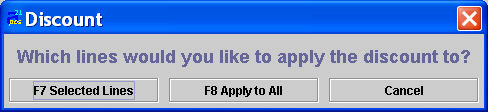 Discount
Which lines would you like to apply the discount to?
F7 Selected Lines
F8 Apply to All
Cancel